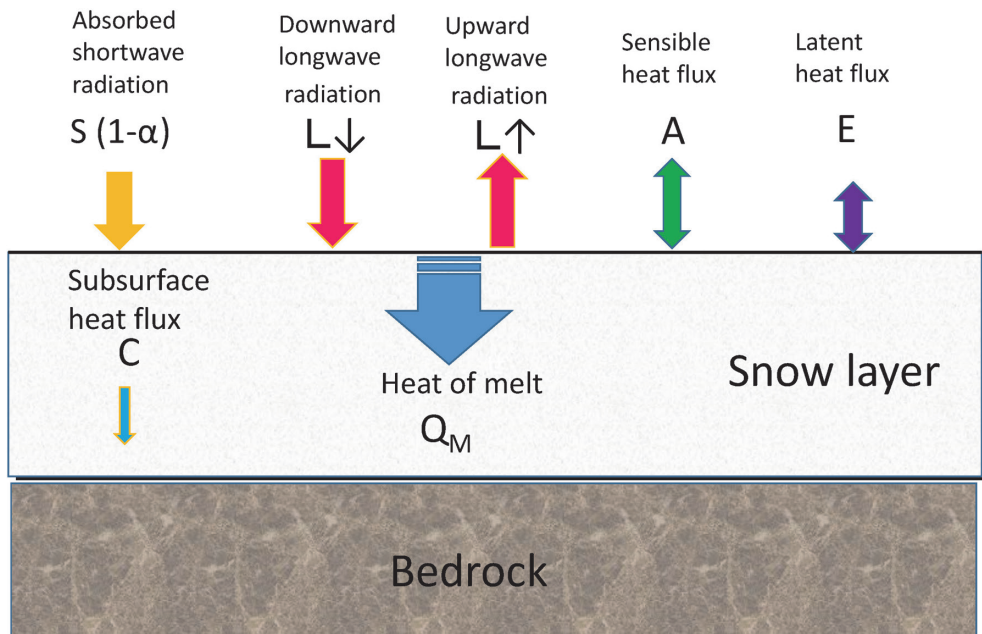 Absorbed
shortwave
radiation
S (1-α)
Downward
longwave
radiation
L↓
Upward
longwave
radiation
L↑
Sensible
heat flux
A
Latent
heat flux
E
Subsurface
heat flux
C
Heat of melt
Q_M
Snow layer
Bedrock